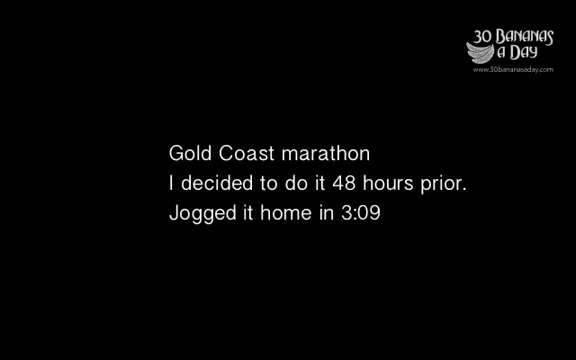 30 BANANAS
A DAY
www.30bananasaday.com
Gold Coast marathon
I decided to do it 48 hours prior.
Jogged it home in 3:09